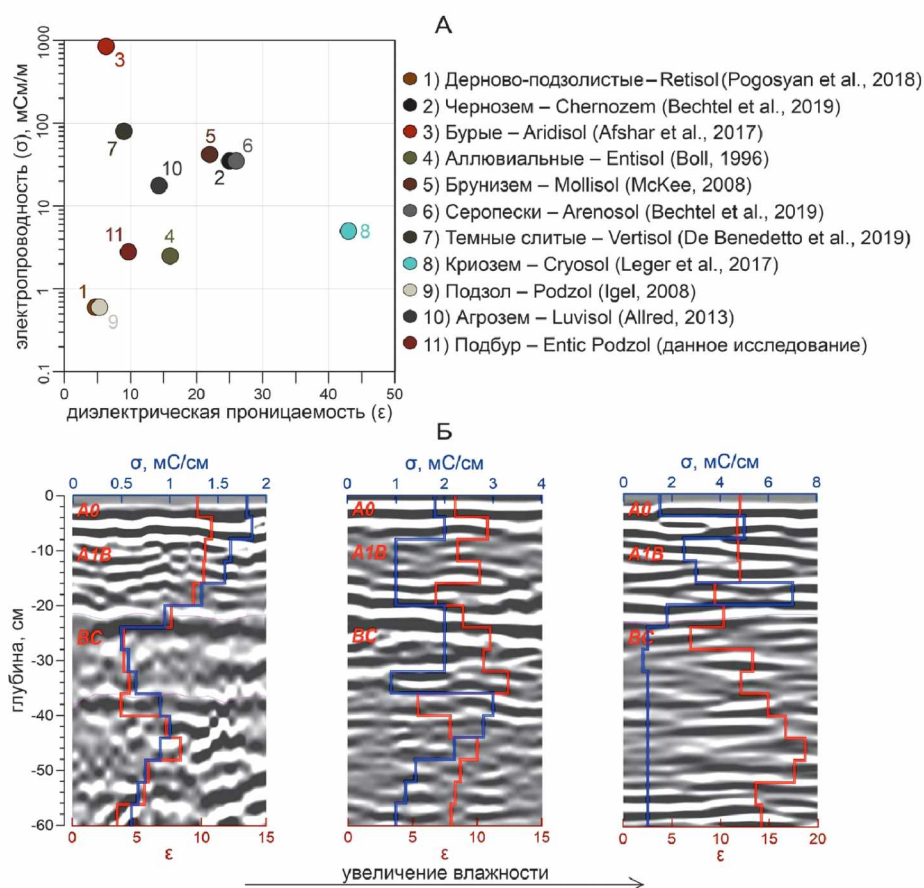 А
электропроводность (σ), мСм/м
1000
100
10
1
0.1
0
10
20
30
40
50
диэлектрическая проницаемость (ε)
3
7
5
6
2
10
11
4
8
1
9
1) Дерново-подзолистые – Retisol (Pogosyan et al., 2018)
2) Чернозем – Chernozem (Bechtel et al., 2019)
3) Бурые – Aridisol (Afshar et al., 2017)
4) Аллювиальные – Entisol (Boll, 1996)
5) Брунизем – Mollisol (McKee, 2008)
6) Серопески – Arenosol (Bechtel et al., 2019)
7) Темные слитые – Vertisol (De Benedetto et al., 2019)
8) Криозем – Cryosol (Leger et al., 2017)
9) Подзол – Podzol (Igel, 2008)
10) Агрозем – Luvisol (Allred, 2013)
11) Подбур – Entic Podzol (данное исследование)
Б
σ, мС/см
0 0.5 1 1.5 2
σ, мС/см
0 1 2 3 4
σ, мС/см
0 2 4 6 8
глубина, см
0
-10
-20
-30
-40
-50
-60
A0
A1B
BC
A0
A1B
BC
A0
A1B
BC
0 5 10 15
ε
0 5 10 15
ε
0 5 10 15 20
ε
увеличение влажности